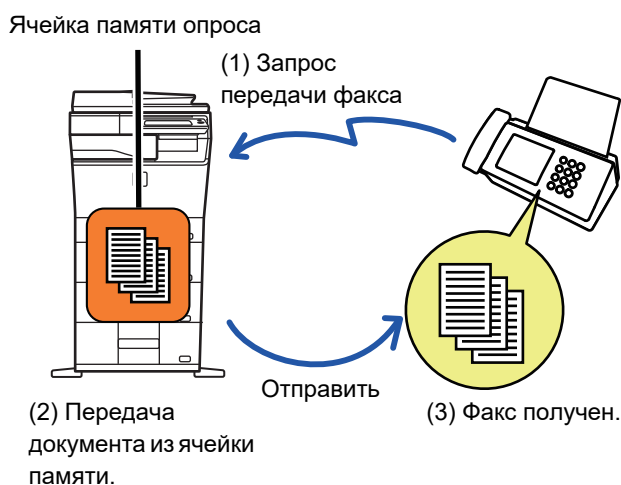 Ячейка памяти опроса
(1) Запрос
передачи факса
Отправить
(2) Передача
документа из ячейки
памяти.
(3) Факс получен.